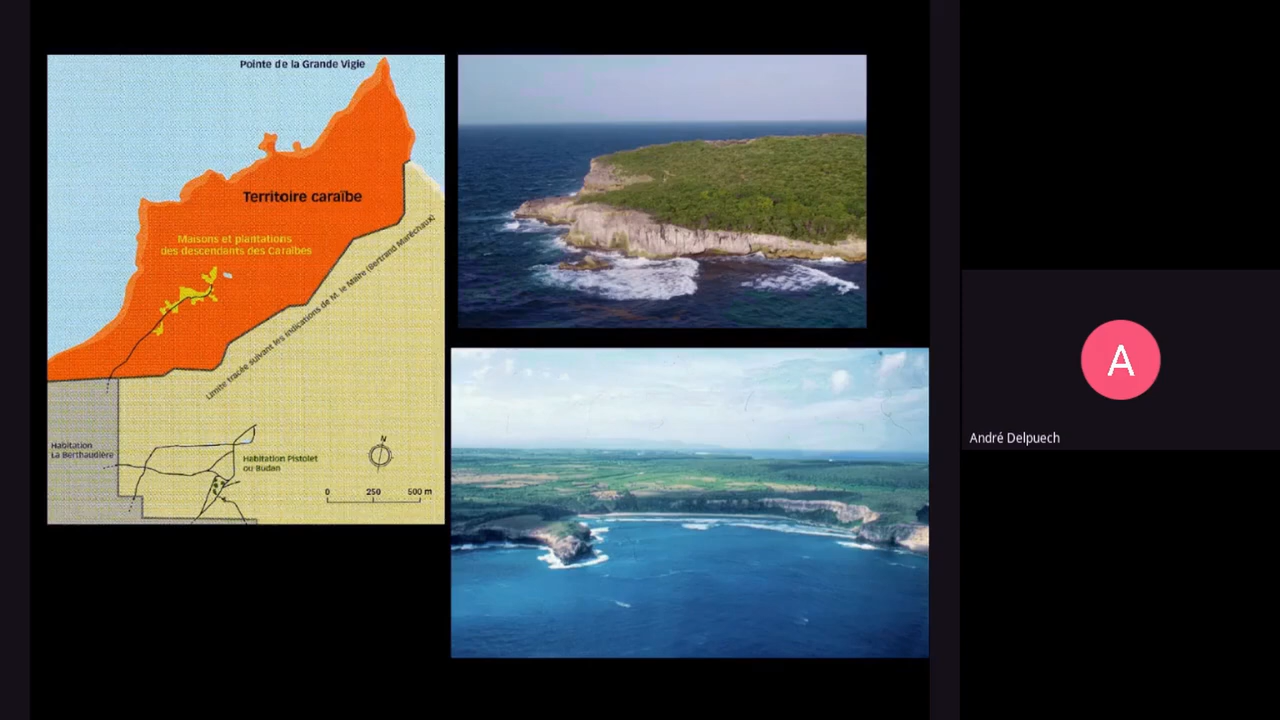 Pointe de la Grande Vigie
Territoire caraïbe
Maisons et plantations
des descendants des Caraïbes
Limite tracée suivant les indications de M. le Maire (Bertrand Maréchaux)
Habitation
La Berthaudière
Habitation Pistolet
ou Budan
N
0 250 500 m
A
André Delpuech